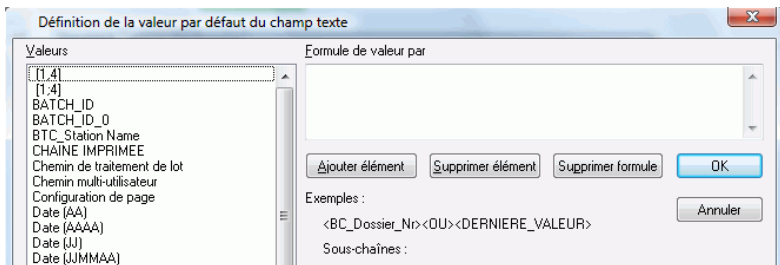 Définition de la valeur par défaut du champ texte
Valeurs
[1,4]
[1;4]
BATCH_ID
BATCH_ID_0
BTC_Station Name
CHAÎNE IMPRIMEE
Chemin de traitement de lot
Chemin multi-utilisateur
Configuration de page
Date (AA)
Date (AAAA)
Date (JJ)
Date (JJMMAA)
Formule de valeur par
Ajouter élément
Supprimer élément
Supprimer formule
OK
Exemples :
Annuler
<BC_Dossier_Nr><OU><DERNIERE_VALEUR>
Sous-chaînes :